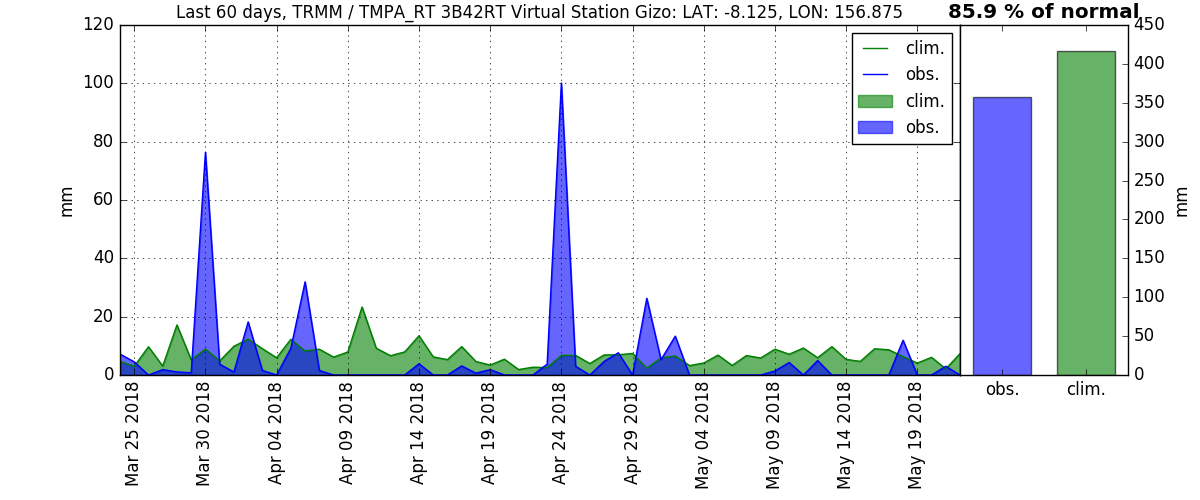 Last 60 days, TRMM / TMPA_RT 3B42RT Virtual Station Gizo: LAT: -8.125, LON: 156.875
85.9 % of normal
120
100
80
60
40
20
0
mm
clim.
obs.
clim.
obs.
Mar 25 2018
Mar 30 2018
Apr 04 2018
Apr 09 2018
Apr 14 2018
Apr 19 2018
Apr 24 2018
Apr 29 2018
May 04 2018
May 09 2018
May 14 2018
May 19 2018
450
400
350
300
250
200
150
100
50
0
mm
obs.
clim.